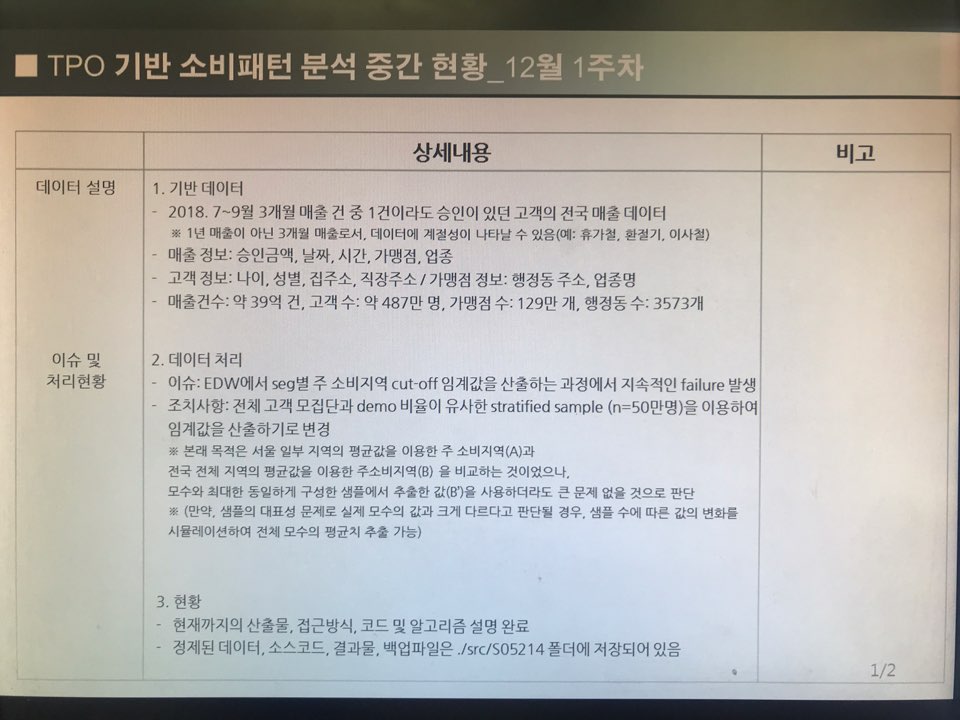 ■ TPO 기반 소비패턴 분석 중간 현황_12월 1주차
상세내용
비고
데이터 설명
1. 기반 데이터
- 2018. 7~9월 3개월 매출 건 중 1건이라도 승인이 있던 고객의 전국 매출 데이터
※ 1년 매출이 아닌 3개월 매출로서, 데이터에 계절성이 나타날 수 있음(예: 휴가철, 환절기, 이사철)
- 매출 정보: 승인금액, 날짜, 시간, 가맹점, 업종
- 고객 정보: 나이, 성별, 집주소, 직장주소 / 가맹점 정보: 행정동 주소, 업종명
- 매출건수: 약 39억 건, 고객 수: 약 487만 명, 가맹점 수: 129만 개, 행정동 수: 3573개
이슈 및
처리현황
2. 데이터 처리
- 이슈: EDW에서 seg별 주 소비지역 cut-off 임계값을 산출하는 과정에서 지속적인 failure 발생
- 조치사항: 전체 고객 모집단과 demo 비율이 유사한 stratified sample (n=50만명)을 이용하여
임계값을 산출하기로 변경
※ 본래 목적은 서울 일부 지역의 평균값을 이용한 주 소비지역(A)과
전국 전체 지역의 평균값을 이용한 주소비지역(B) 을 비교하는 것이었으나,
모수와 최대한 동일하게 구성한 샘플에서 추출한 값(B')을 사용하더라도 큰 문제 없을 것으로 판단
※ (만약, 샘플의 대표성 문제로 실제 모수의 값과 크게 다르다고 판단될 경우, 샘플 수에 따른 값의 변화를
시뮬레이션하여 전체 모수의 평균치 추출 가능)
3. 현황
- 현재까지의 산출물, 접근방식, 코드 및 알고리즘 설명 완료
- 정제된 데이터, 소스코드, 결과물, 백업파일은 ./src/S05214 폴더에 저장되어 있음
1/2